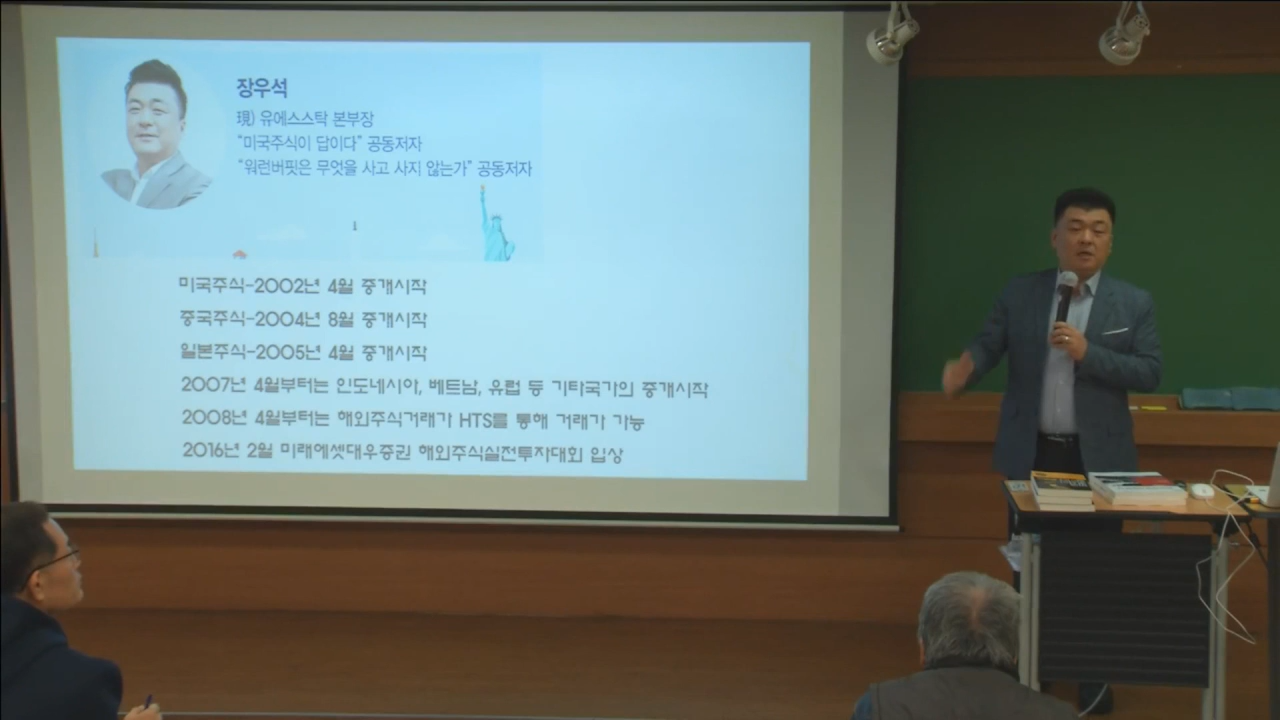 장우석
現) 유에스스탁 본부장
"미국주식이 답이다" 공동저자
"워런버핏은 무엇을 사고 사지 않는가" 공동저자
미국주식-2002년 4월 중개시작
중국주식-2004년 8월 중개시작
일본주식-2005년 4월 중개시작
2007년 4월부터는 인도네시아, 베트남, 유럽 등 기타국가의 중개시작
2008년 4월부터는 해외주식거래가 HTS를 통해 거래가 가능
2016년 2월 미래에셋대우증권 해외주식실전투자대회 입상